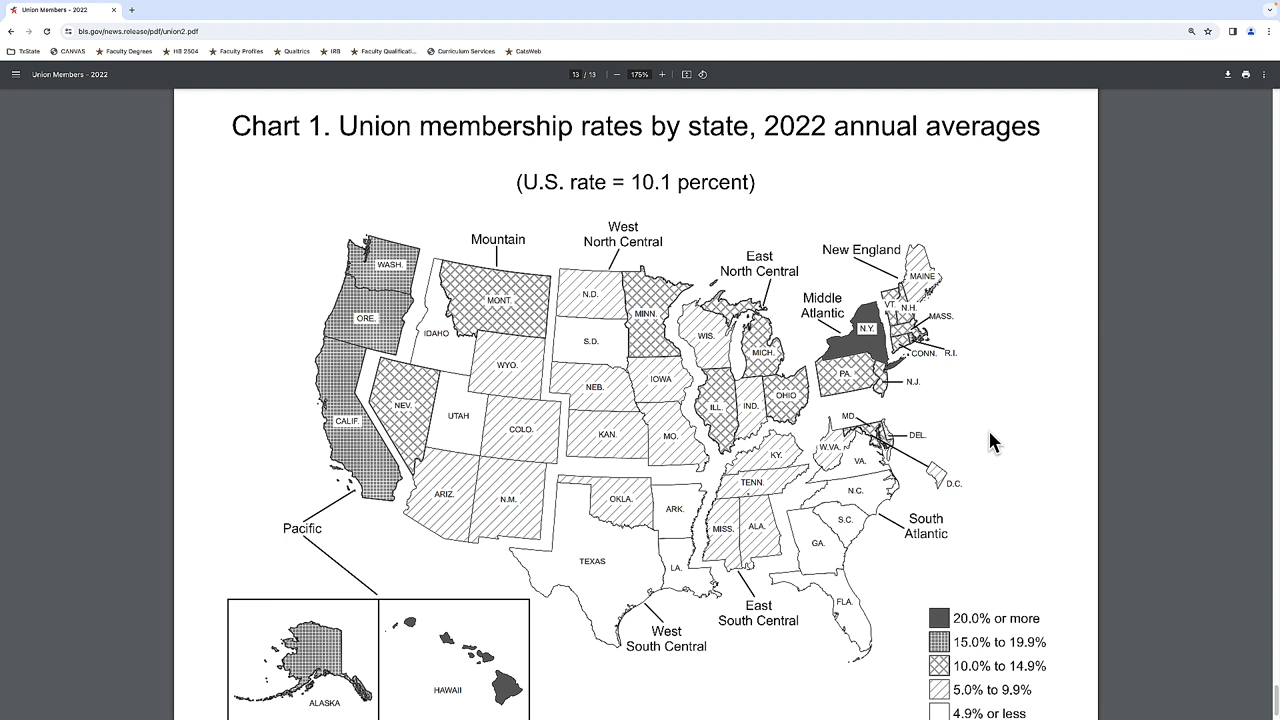 Union Members - 2022
bls.gov/news.release/pdf/union2.pdf
TxState
CANVAS
Faculty Degrees
HB 2504
Faculty Profiles
Qualtrics
IRB
Faculty Qualificati...
Curriculum Services
CatsWeb
Union Members - 2022
13 / 13
175%
Chart 1. Union membership rates by state, 2022 annual averages
(U.S. rate = 10.1 percent)
West
North Central
Mountain
East
North Central
New England
Middle
Atlantic
WASH.
MAINE
MONT.
N.D.
VT.
N.H.
ORE.
MINN.
MASS.
IDAHO
N.Y.
WIS.
S.D.
MICH.
CONN.
R.I.
WYO.
PA.
IOWA
N.J.
NEB.
OHIO
NEV.
ILL.
IND.
UTAH
MD.
CALIF.
COLO.
KAN.
MO.
DEL.
W.VA.
KY.
VA.
TENN.
D.C.
ARIZ.
N.M.
OKLA.
N.C.
ARK.
S.C.
South
Atlantic
Pacific
MISS.
ALA.
GA.
TEXAS
LA.
FLA.
East
South Central
West
South Central
20.0% or more
15.0% to 19.9%
10.0% to 14.9%
5.0% to 9.9%
4.9% or less
HAWAII
ALASKA